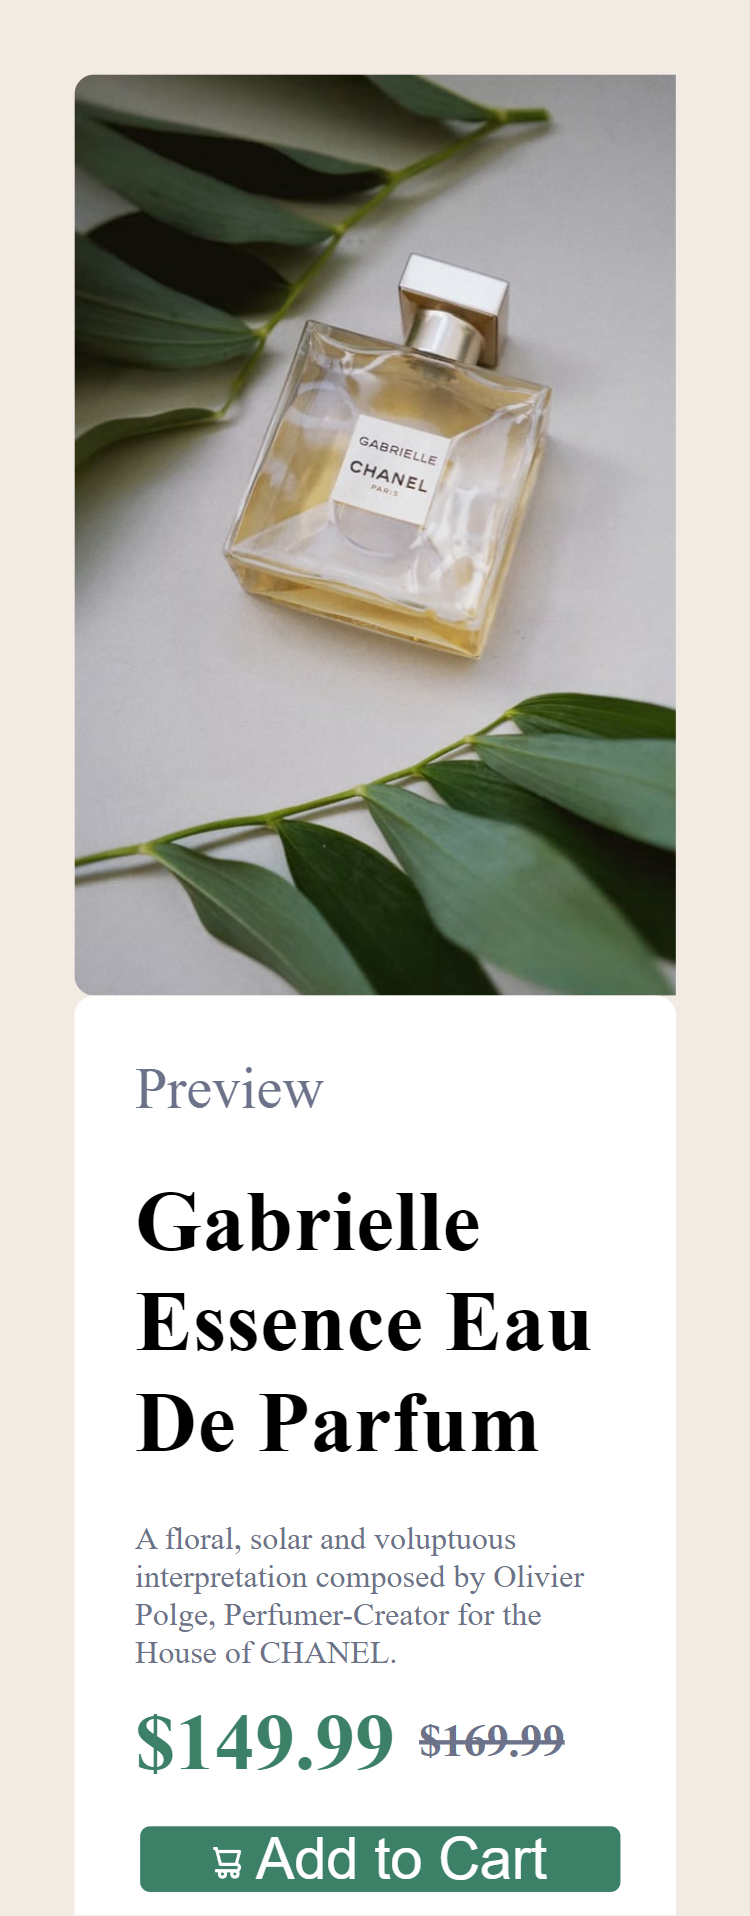 GABRIELLE
CHANEL
PARIS
Preview
Gabrielle
Essence Eau
De Parfum
A floral, solar and voluptuous
interpretation composed by Olivier
Polge, Perfumer-Creator for the
House of CHANEL.
$149.99 $169.99
Add to Cart